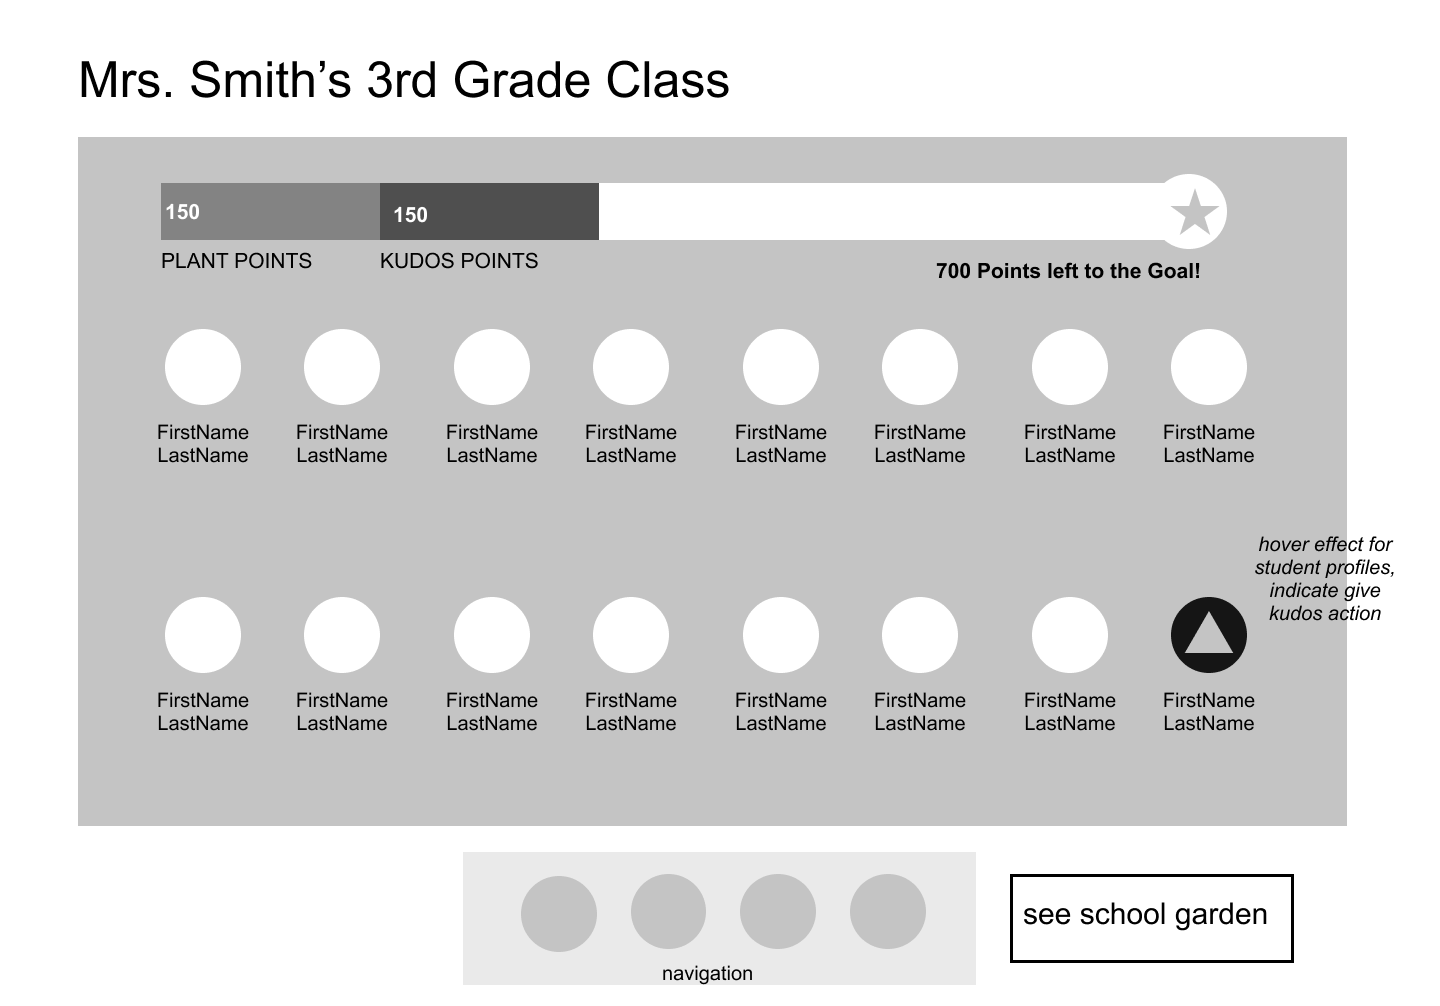 Mrs. Smith’s 3rd Grade Class
150
150
PLANT POINTS
KUDOS POINTS
700 Points left to the Goal!
FirstName
LastName
FirstName
LastName
FirstName
LastName
FirstName
LastName
FirstName
LastName
FirstName
LastName
FirstName
LastName
FirstName
LastName
hover effect for
student profiles,
indicate give
kudos action
FirstName
LastName
FirstName
LastName
FirstName
LastName
FirstName
LastName
FirstName
LastName
FirstName
LastName
FirstName
LastName
FirstName
LastName
navigation
see school garden